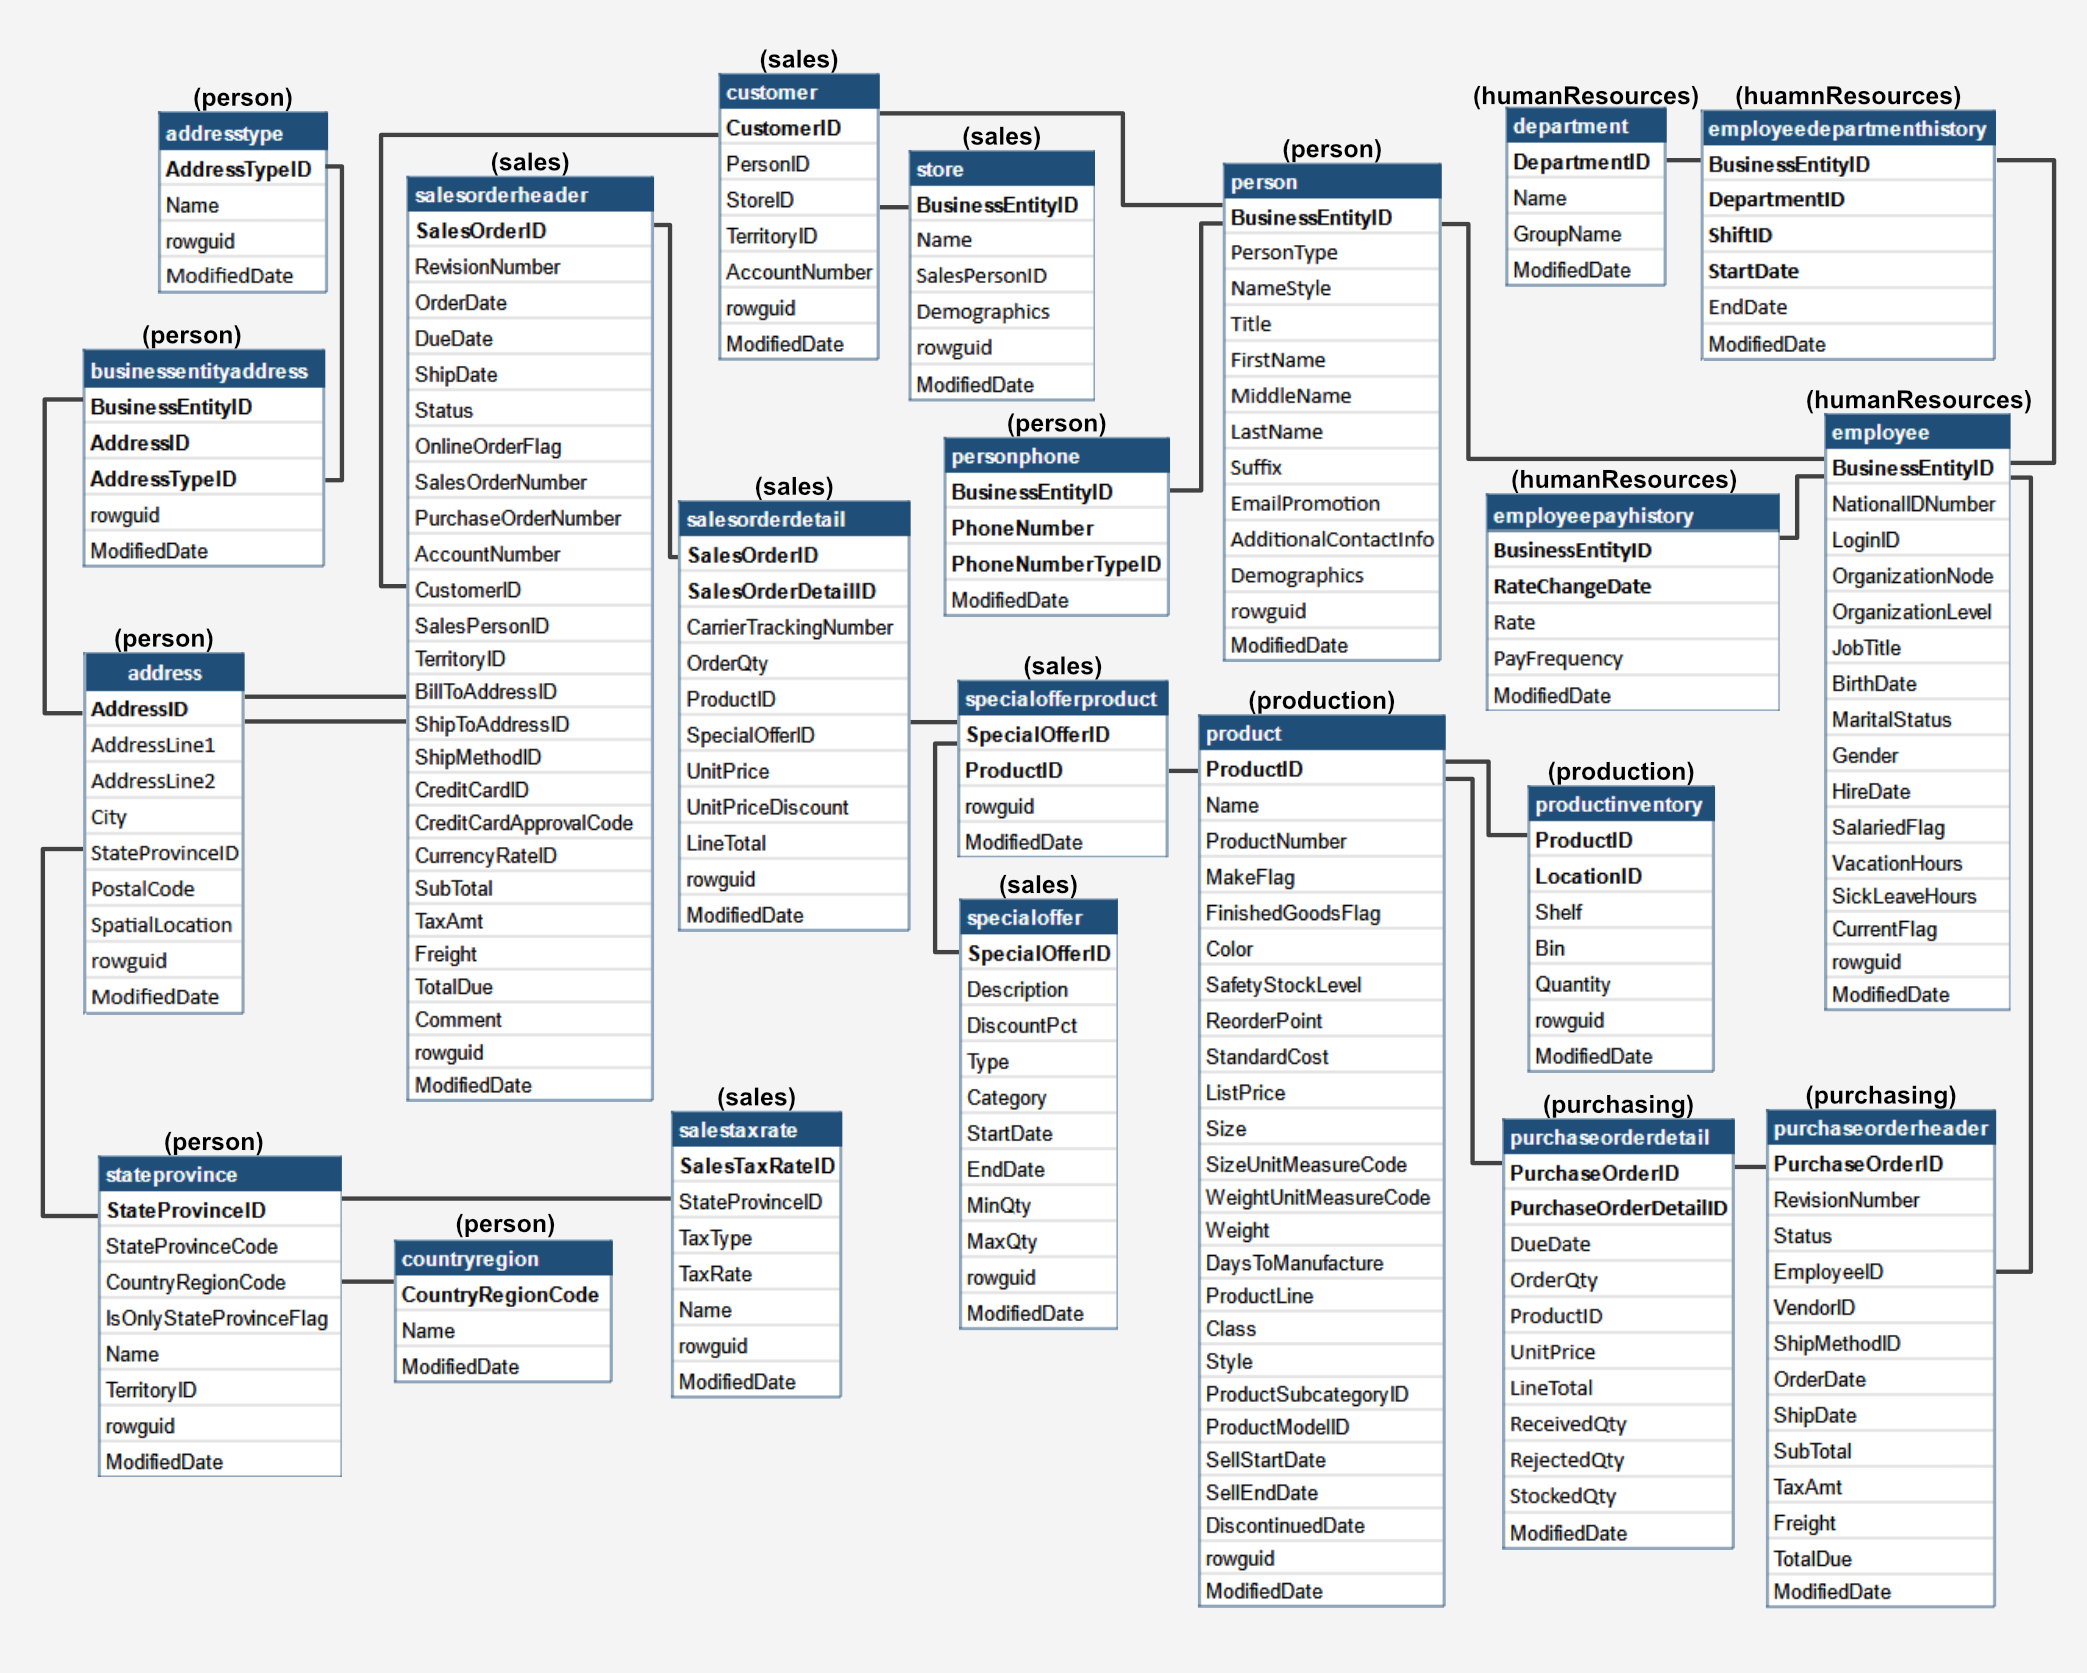 (person)
addresstype
AddressTypeID
Name
rowguid
ModifiedDate
(person)
businessentityaddress
BusinessEntityID
AddressID
AddressTypeID
rowguid
ModifiedDate
(person)
address
AddressID
AddressLine1
AddressLine2
City
StateProvinceID
PostalCode
SpatialLocation
rowguid
ModifiedDate
(person)
stateprovince
StateProvinceID
StateProvinceCode
CountryRegionCode
IsOnlyStateProvinceFlag
Name
TerritoryID
rowguid
ModifiedDate
(sales)
salesorderheader
SalesOrderID
RevisionNumber
OrderDate
DueDate
ShipDate
Status
OnlineOrderFlag
SalesOrderNumber
PurchaseOrderNumber
AccountNumber
CustomerID
SalesPersonID
TerritoryID
BillToAddressID
ShipToAddressID
ShipMethodID
CreditCardID
CreditCardApprovalCode
CurrencyRateID
SubTotal
TaxAmt
Freight
TotalDue
Comment
rowguid
ModifiedDate
(person)
countryregion
CountryRegionCode
Name
ModifiedDate
(sales)
customer
CustomerID
PersonID
StoreID
TerritoryID
AccountNumber
rowguid
ModifiedDate
(sales)
store
BusinessEntityID
Name
SalesPersonID
Demographics
rowguid
ModifiedDate
(sales)
salesorderdetail
SalesOrderID
SalesOrderDetailID
CarrierTrackingNumber
OrderQty
ProductID
SpecialOfferID
UnitPrice
UnitPriceDiscount
LineTotal
rowguid
ModifiedDate
(sales)
salestaxrate
SalesTaxRateID
StateProvinceID
TaxType
TaxRate
Name
rowguid
ModifiedDate
(person)
personphone
BusinessEntityID
PhoneNumber
PhoneNumberTypeID
ModifiedDate
(sales)
specialofferproduct
SpecialOfferID
ProductID
rowguid
ModifiedDate
(sales)
specialoffer
SpecialOfferID
Description
DiscountPct
Type
Category
StartDate
EndDate
MinQty
MaxQty
rowguid
ModifiedDate
(person)
person
BusinessEntityID
PersonType
NameStyle
Title
FirstName
MiddleName
LastName
Suffix
EmailPromotion
AdditionalContactInfo
Demographics
rowguid
ModifiedDate
(production)
product
ProductID
Name
ProductNumber
MakeFlag
FinishedGoodsFlag
Color
SafetyStockLevel
ReorderPoint
StandardCost
ListPrice
Size
SizeUnitMeasureCode
WeightUnitMeasureCode
Weight
DaysToManufacture
ProductLine
Class
Style
ProductSubcategoryID
ProductModelID
SellStartDate
SellEndDate
DiscontinuedDate
rowguid
ModifiedDate
(humanResources)
department
DepartmentID
Name
GroupName
ModifiedDate
(huamnResources)
employeedepartmenthistory
BusinessEntityID
DepartmentID
ShiftID
StartDate
EndDate
ModifiedDate
(humanResources)
employeepayhistory
BusinessEntityID
RateChangeDate
Rate
PayFrequency
ModifiedDate
(humanResources)
employee
BusinessEntityID
NationalIDNumber
LoginID
OrganizationNode
OrganizationLevel
JobTitle
BirthDate
MaritalStatus
Gender
HireDate
SalariedFlag
VacationHours
SickLeaveHours
CurrentFlag
rowguid
ModifiedDate
(production)
productinventory
ProductID
LocationID
Shelf
Bin
Quantity
rowguid
ModifiedDate
(purchasing)
purchaseorderdetail
PurchaseOrderID
PurchaseOrderDetailID
DueDate
OrderQty
ProductID
UnitPrice
LineTotal
ReceivedQty
RejectedQty
StockedQty
ModifiedDate
(purchasing)
purchaseorderheader
PurchaseOrderID
RevisionNumber
Status
EmployeeID
VendorID
ShipMethodID
OrderDate
ShipDate
SubTotal
TaxAmt
Freight
TotalDue
ModifiedDate